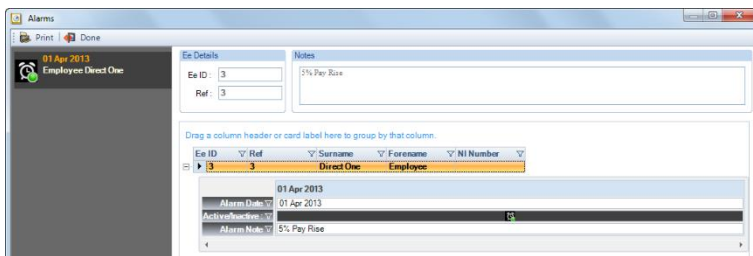 Alarms
Print Done
01 Apr 2013
Employee Direct One
Ee Details
Ee ID : 3
Ref : 3
Notes
5% Pay Rise
Drag a column header or card label here to group by that column.
Ee ID Ref Surname Forename NI Number
3 3 Direct One Employee
01 Apr 2013
Alarm Date 01 Apr 2013
Active/Inactive :
Alarm Note 5% Pay Rise